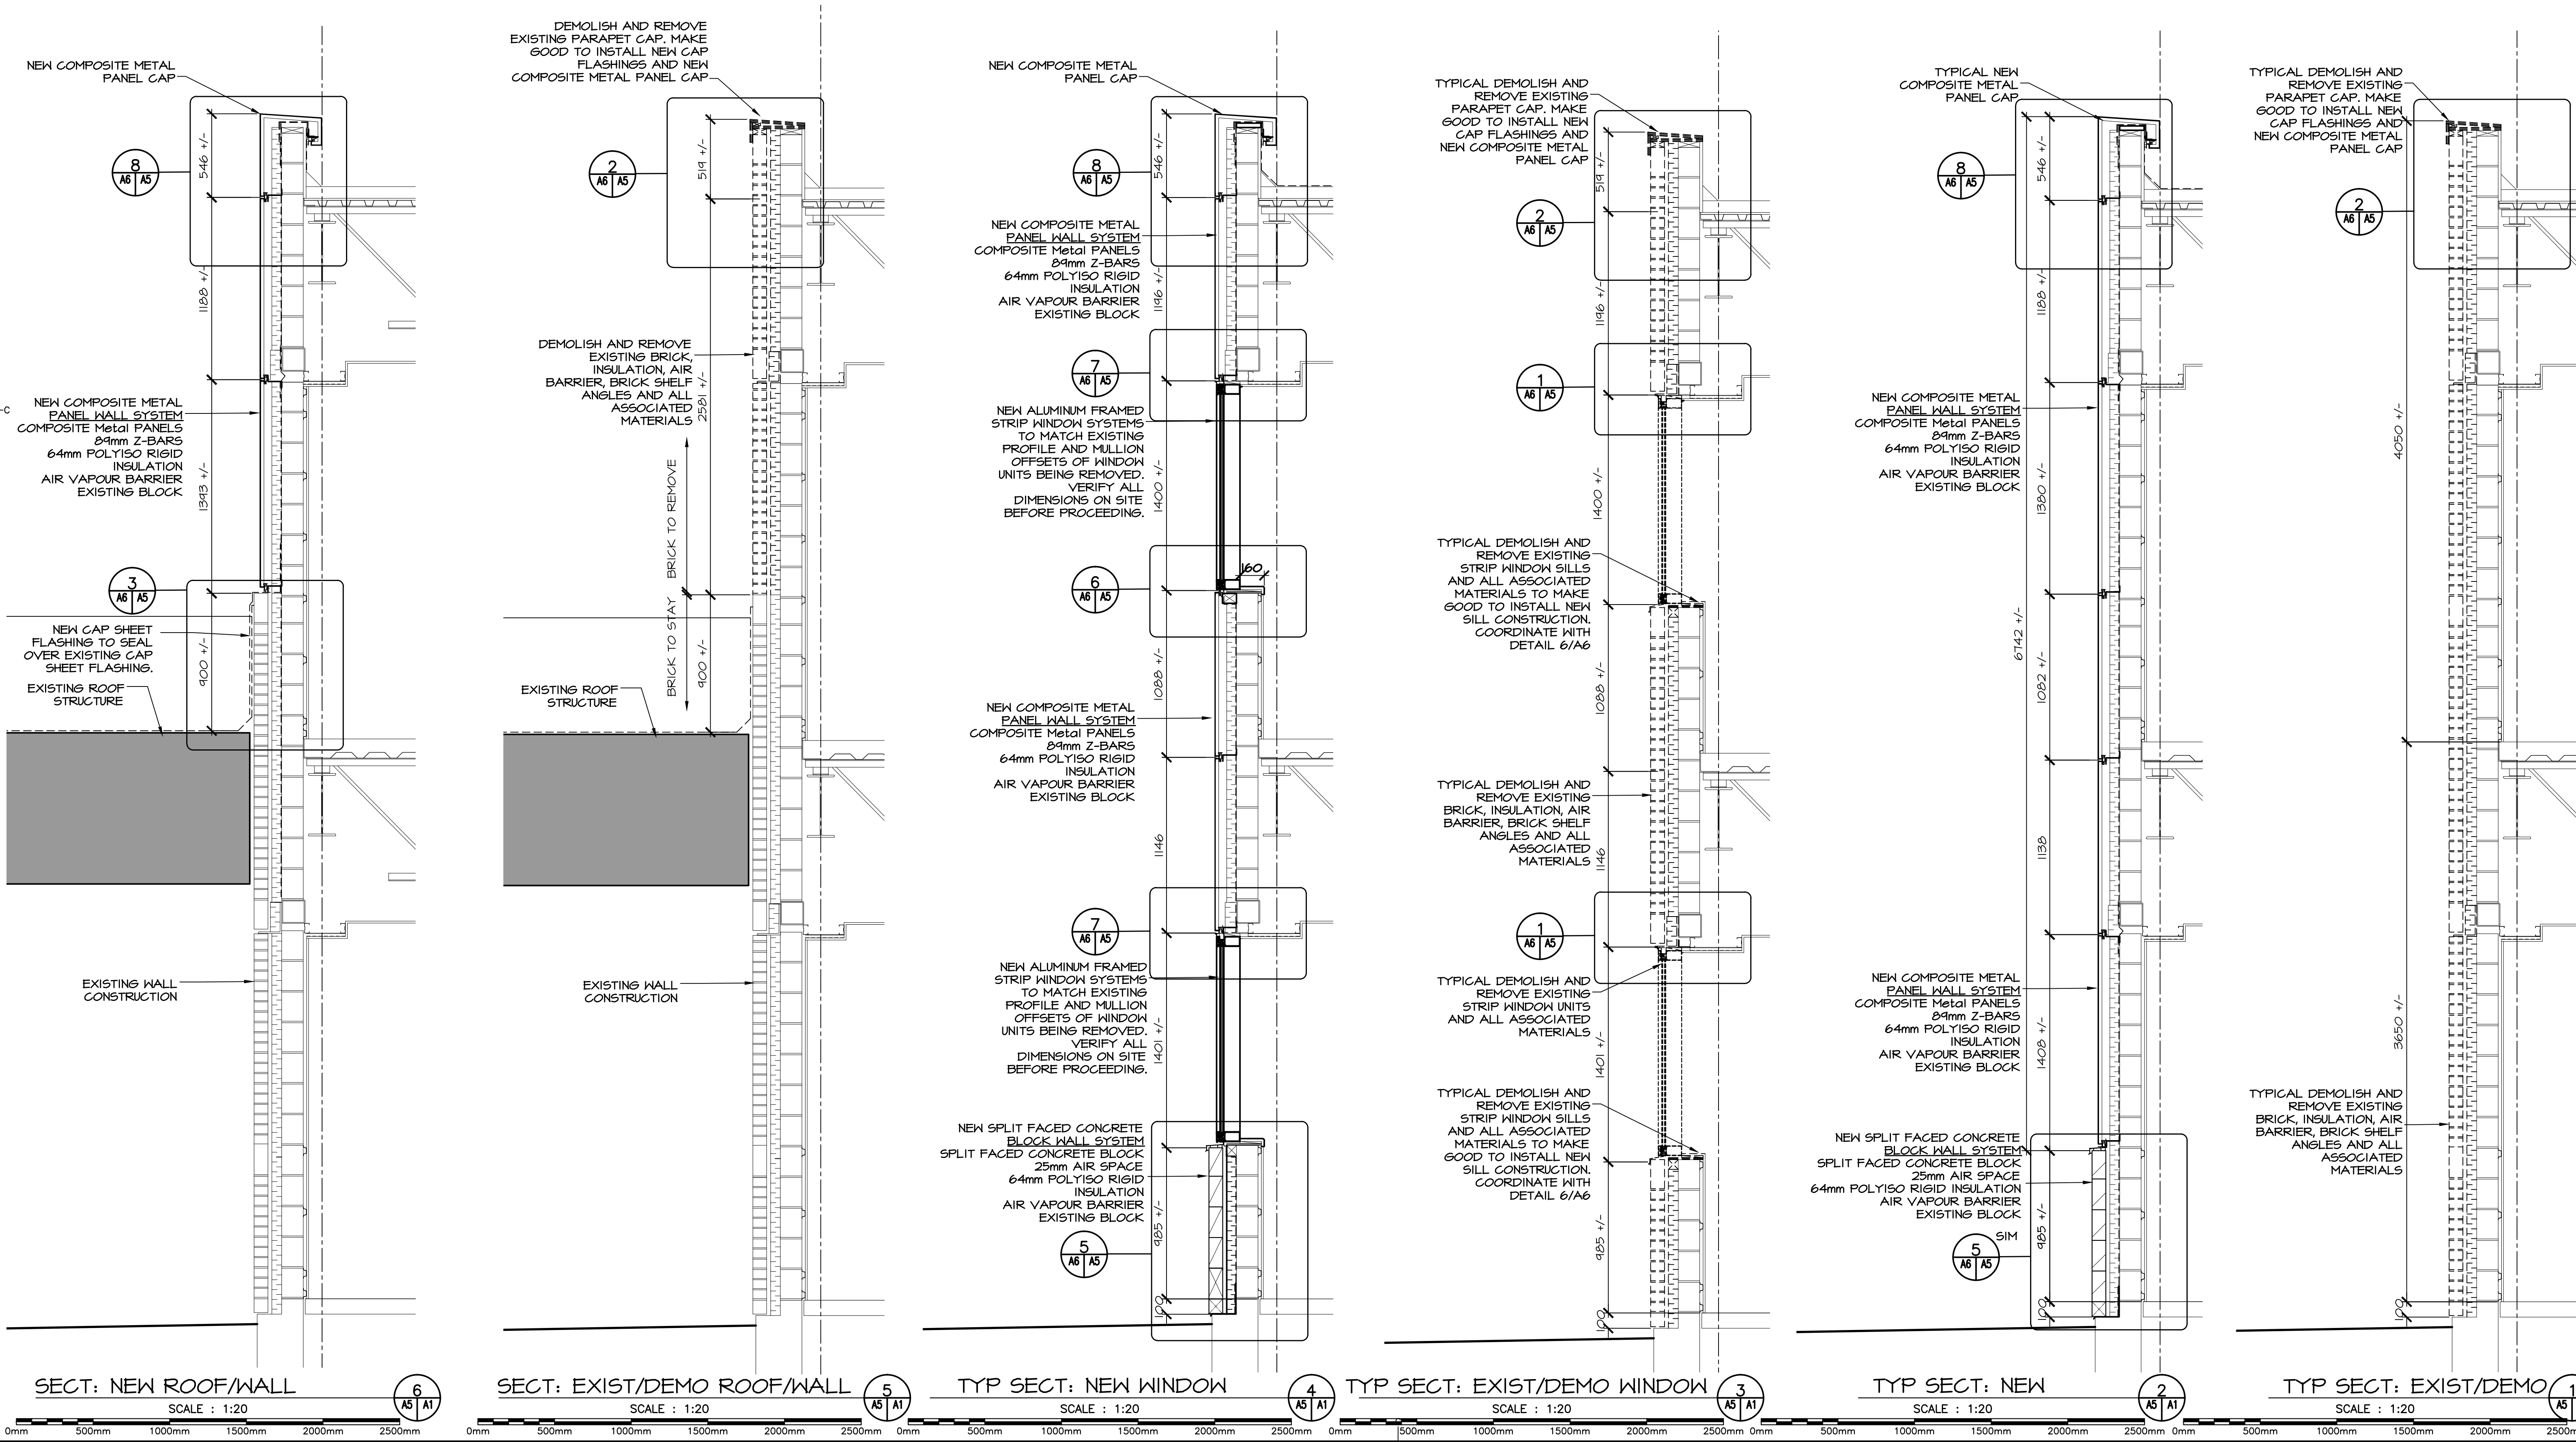 NEW COMPOSITE METAL
PANEL CAP
546 +/-
8
A6 A5
1188 +/-
-C
NEW COMPOSITE METAL
PANEL WALL SYSTEM
COMPOSITE Metal PANELS
89mm Z-BARS
64mm POLYISO RIGID
INSULATION
AIR VAPOUR BARRIER
EXISTING BLOCK
1393 +/-
3
A6 A5
NEW CAP SHEET
FLASHING TO SEAL
OVER EXISTING CAP
SHEET FLASHING.
900 +/-
EXISTING ROOF
STRUCTURE
EXISTING WALL
CONSTRUCTION
SECT: NEW ROOF/WALL
6
A5 A1
SCALE : 1:20
0mm 500mm 1000mm 1500mm 2000mm 2500mm
DEMOLISH AND REMOVE
EXISTING PARAPET CAP. MAKE
GOOD TO INSTALL NEW CAP
FLASHINGS AND NEW
COMPOSITE METAL PANEL CAP
519 +/-
2
A6 A5
DEMOLISH AND REMOVE
EXISTING BRICK,
INSULATION, AIR
BARRIER, BRICK SHELF
ANGLES AND ALL
ASSOCIATED
MATERIALS
2581 +/-
BRICK TO REMOVE
BRICK TO STAY
900 +/-
EXISTING ROOF
STRUCTURE
EXISTING WALL
CONSTRUCTION
SECT: EXIST/DEMO ROOF/WALL
5
A5 A1
SCALE : 1:20
0mm 500mm 1000mm 1500mm 2000mm 2500mm
NEW COMPOSITE METAL
PANEL CAP
546 +/-
8
A6 A5
NEW COMPOSITE METAL
PANEL WALL SYSTEM
COMPOSITE Metal PANELS
89mm Z-BARS
64mm POLYISO RIGID
INSULATION
AIR VAPOUR BARRIER
EXISTING BLOCK
1196 +/-
7
A6 A5
NEW ALUMINUM FRAMED
STRIP WINDOW SYSTEMS
TO MATCH EXISTING
PROFILE AND MULLION
OFFSETS OF WINDOW
UNITS BEING REMOVED.
VERIFY ALL
DIMENSIONS ON SITE
BEFORE PROCEEDING.
1400 +/-
160
6
A6 A5
1088 +/-
NEW COMPOSITE METAL
PANEL WALL SYSTEM
COMPOSITE Metal PANELS
89mm Z-BARS
64mm POLYISO RIGID
INSULATION
AIR VAPOUR BARRIER
EXISTING BLOCK
1146
7
A6 A5
NEW ALUMINUM FRAMED
STRIP WINDOW SYSTEMS
TO MATCH EXISTING
PROFILE AND MULLION
OFFSETS OF WINDOW
UNITS BEING REMOVED.
VERIFY ALL
DIMENSIONS ON SITE
BEFORE PROCEEDING.
1401 +/-
NEW SPLIT FACED CONCRETE
BLOCK WALL SYSTEM
SPLIT FACED CONCRETE BLOCK
25mm AIR SPACE
64mm POLYISO RIGID
INSULATION
AIR VAPOUR BARRIER
EXISTING BLOCK
985 +/-
5
A6 A5
100
TYP SECT: NEW WINDOW
4
A5 A1
SCALE : 1:20
0mm 500mm 1000mm 1500mm 2000mm 2500mm
TYPICAL DEMOLISH AND
REMOVE EXISTING
PARAPET CAP. MAKE
GOOD TO INSTALL NEW
CAP FLASHINGS AND
NEW COMPOSITE METAL
PANEL CAP
519 +/-
2
A6 A5
1196 +/-
1
A6 A5
1400 +/-
TYPICAL DEMOLISH AND
REMOVE EXISTING
STRIP WINDOW SILLS
AND ALL ASSOCIATED
MATERIALS TO MAKE
GOOD TO INSTALL NEW
SILL CONSTRUCTION.
COORDINATE WITH
DETAIL 6/A6
1088 +/-
TYPICAL DEMOLISH AND
REMOVE EXISTING
BRICK, INSULATION, AIR
BARRIER, BRICK SHELF
ANGLES AND ALL
ASSOCIATED
MATERIALS
1146
1
A6 A5
TYPICAL DEMOLISH AND
REMOVE EXISTING
STRIP WINDOW UNITS
AND ALL ASSOCIATED
MATERIALS
1401 +/-
TYPICAL DEMOLISH AND
REMOVE EXISTING
STRIP WINDOW SILLS
AND ALL ASSOCIATED
MATERIALS TO MAKE
GOOD TO INSTALL NEW
SILL CONSTRUCTION.
COORDINATE WITH
DETAIL 6/A6
985 +/-
100
TYP SECT: EXIST/DEMO WINDOW
3
A5 A1
SCALE : 1:20
0mm 500mm 1000mm 1500mm 2000mm 2500mm
TYPICAL NEW
COMPOSITE METAL
PANEL CAP
546 +/-
8
A6 A5
1188 +/-
NEW COMPOSITE METAL
PANEL WALL SYSTEM
COMPOSITE Metal PANELS
89mm Z-BARS
64mm POLYISO RIGID
INSULATION
AIR VAPOUR BARRIER
EXISTING BLOCK
1380 +/-
6742 +/-
1082 +/-
1138
NEW COMPOSITE METAL
PANEL WALL SYSTEM
COMPOSITE Metal PANELS
89mm Z-BARS
64mm POLYISO RIGID
INSULATION
AIR VAPOUR BARRIER
EXISTING BLOCK
1408 +/-
NEW SPLIT FACED CONCRETE
BLOCK WALL SYSTEM
SPLIT FACED CONCRETE BLOCK
25mm AIR SPACE
64mm POLYISO RIGID INSULATION
AIR VAPOUR BARRIER
EXISTING BLOCK
985 +/-
SIM
5
A6 A5
100
TYP SECT: NEW
2
A5 A1
SCALE : 1:20
0mm 500mm 1000mm 1500mm 2000mm 2500mm
TYPICAL DEMOLISH AND
REMOVE EXISTING
PARAPET CAP. MAKE
GOOD TO INSTALL NEW
CAP FLASHINGS AND
NEW COMPOSITE METAL
PANEL CAP
2
A6 A5
4050 +/-
3650 +/-
TYPICAL DEMOLISH AND
REMOVE EXISTING
BRICK, INSULATION, AIR
BARRIER, BRICK SHELF
ANGLES AND ALL
ASSOCIATED
MATERIALS
100
TYP SECT: EXIST/DEMO
1
A5
SCALE : 1:20
0mm 500mm 1000mm 1500mm 2000mm 2500